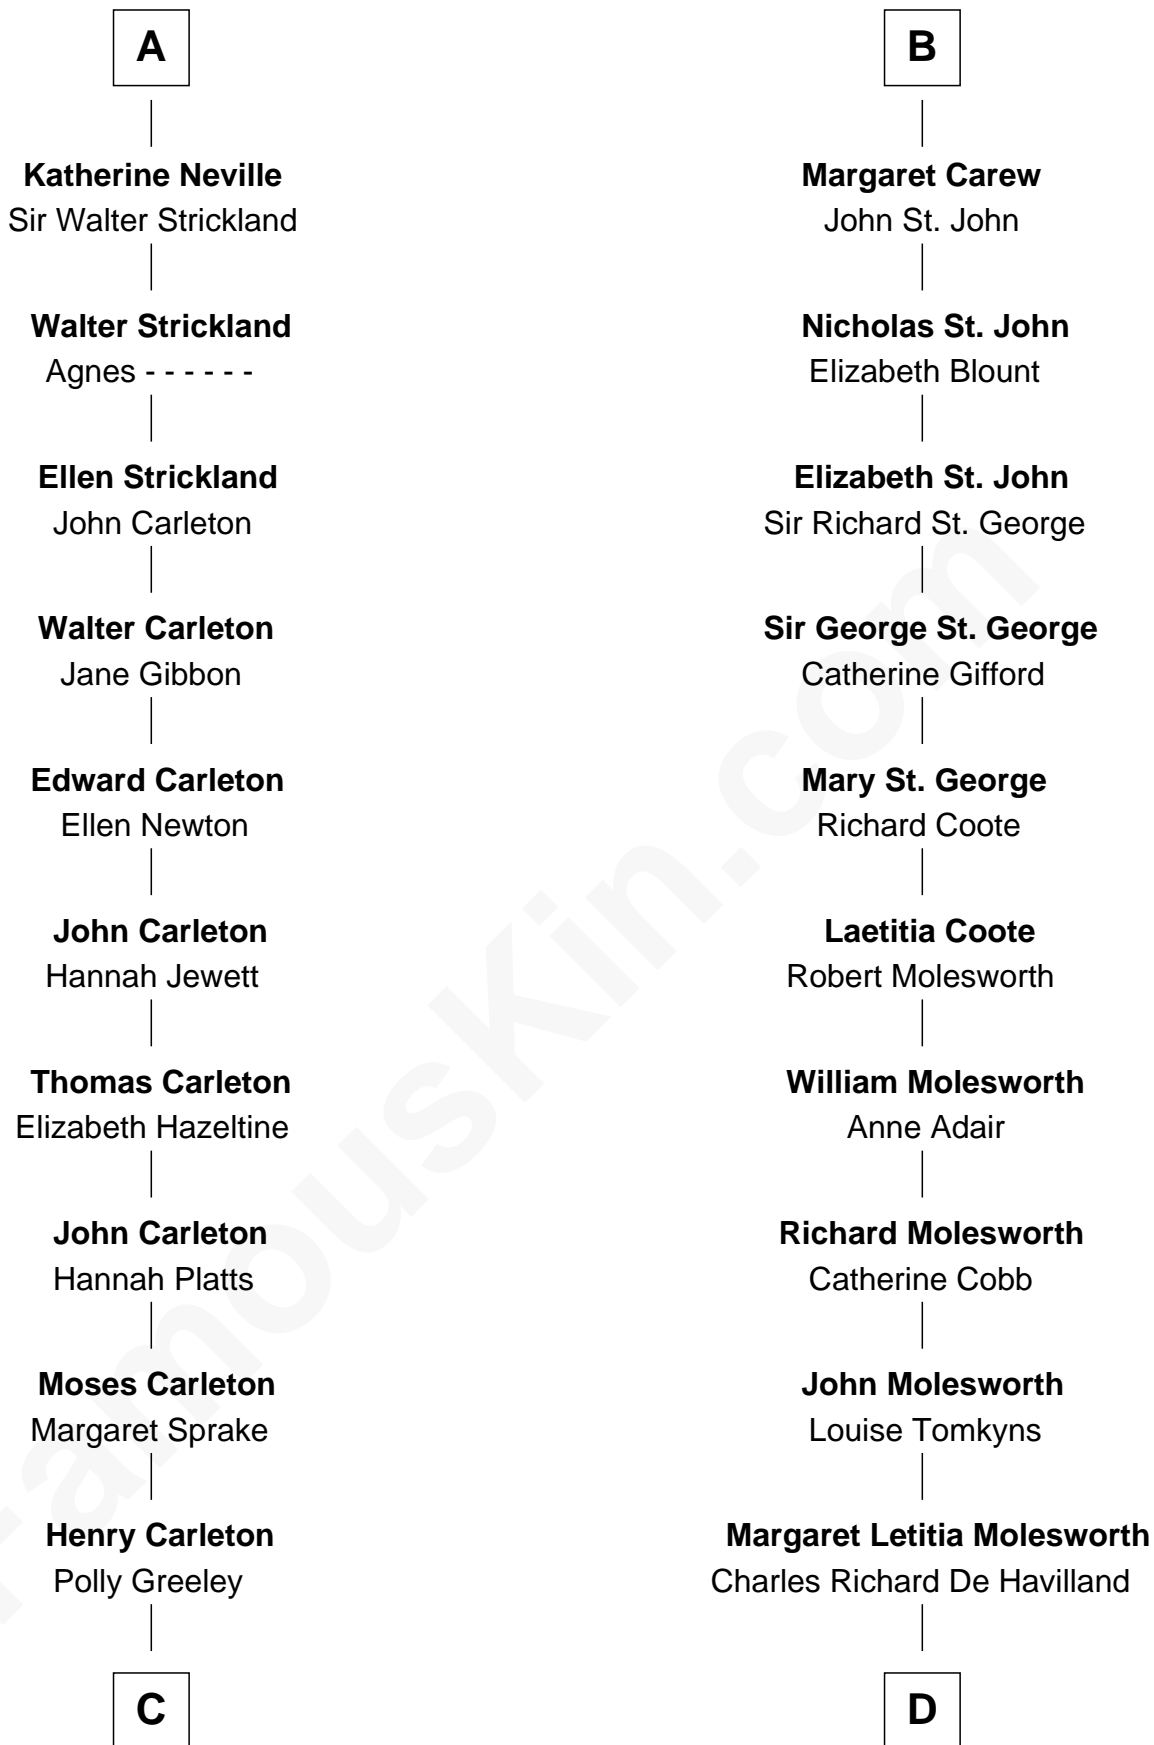 A
Katherine Neville
Sir Walter Strickland
Walter Strickland
Agnes - - - - - -
Ellen Strickland
John Carleton
Walter Carleton
Jane Gibbon
Edward Carleton
Ellen Newton
John Carleton
Hannah Jewett
Thomas Carleton
Elizabeth Hazeltine
John Carleton
Hannah Platts
Moses Carleton
Margaret Sprake
Henry Carleton
Polly Greeley
C
B
Margaret Carew
John St. John
Nicholas St. John
Elizabeth Blount
Elizabeth St. John
Sir Richard St. George
Sir George St. George
Catherine Gifford
Mary St. George
Richard Coote
Laetitia Coote
Robert Molesworth
William Molesworth
Anne Adair
Richard Molesworth
Catherine Cobb
John Molesworth
Louise Tomkyns
Margaret Letitia Molesworth
Charles Richard De Havilland
D
FamousKin.com